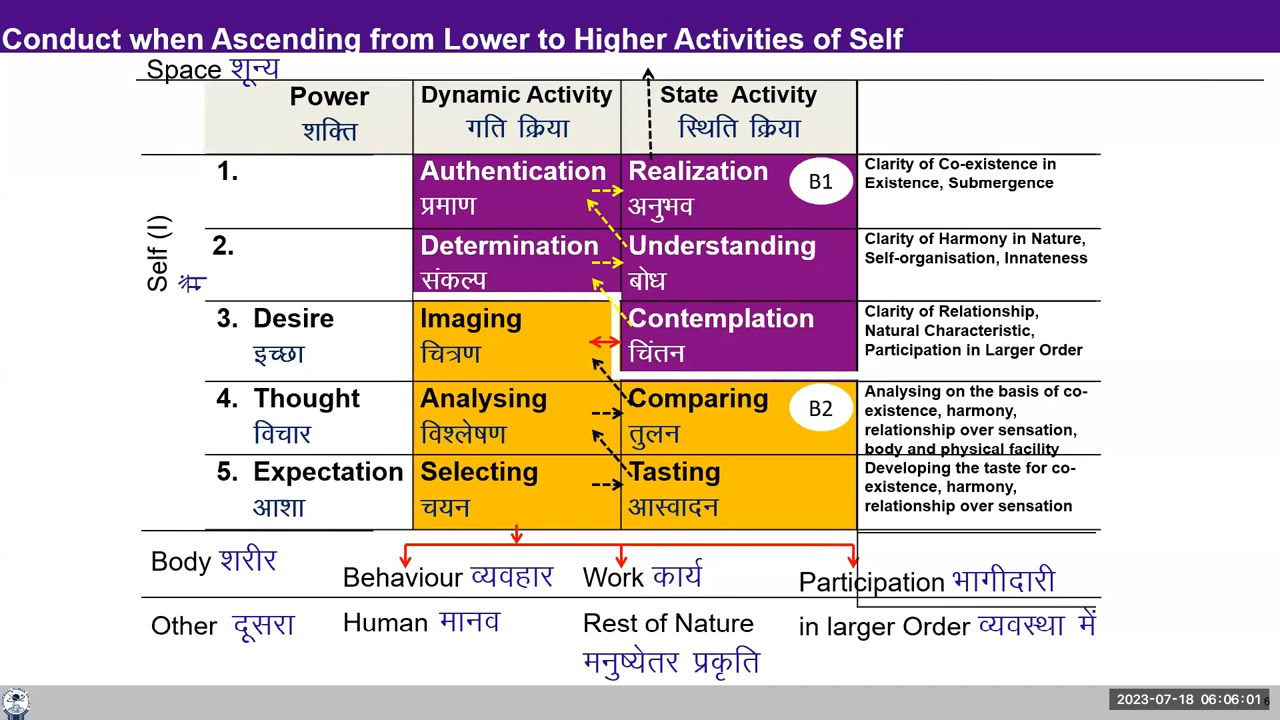 Conduct when Ascending from Lower to Higher Activities of Self
Space शून्य
Power
शक्ति
Dynamic Activity
गति क्रिया
State Activity
स्थिति क्रिया
Self (I)
मैं
1.
Authentication
प्रमाण
Realization
अनुभव
B1
Clarity of Co-existence in
Existence, Submergence
2.
Determination
संकल्प
Understanding
बोध
Clarity of Harmony in Nature,
Self-organisation, Innateness
3. Desire
इच्छा
Imaging
चित्रण
Contemplation
चिंतन
Clarity of Relationship,
Natural Characteristic,
Participation in Larger Order
4. Thought
विचार
Analysing
विश्लेषण
Comparing
तुलन
B2
Analysing on the basis of co-
existence, harmony,
relationship over sensation,
body and physical facility
5. Expectation
आशा
Selecting
चयन
Tasting
आस्वादन
Developing the taste for co-
existence, harmony,
relationship over sensation
Body शरीर
Behaviour व्यवहार
Work कार्य
Participation भागीदारी
Other दूसरा
Human मानव
Rest of Nature
मनुष्येतर प्रकृति
in larger Order व्यवस्था में
2023-07-18 06:06:01
6